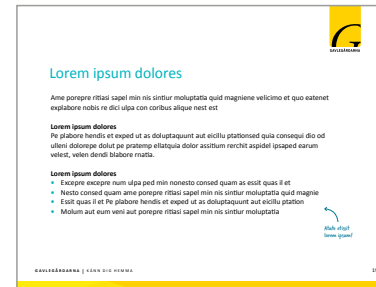 GAVLEGÅRDARNA
Lorem ipsum dolores
Ame porepre ritiasi sapel min nis sintiur moluptatia quid magniene velicimo et quo eatenet
explabore nobis re dici ulpa con coribus alique nest est
Lorem ipsum dolores
Pe plabore hendis et exped ut as doluptaquunt aut eicillu ptationsed quia consequi dio od
ulleni dolorepe dolut pe pratemp ellatquia dolor assitium rerchit aspidel ipsaped earum
velest, velen dendi blabore rnatia.
Lorem ipsum dolores
• Excepre excepre num ulpa ped min nonesto consed quam as essit quas il et
• Nesto consed quam ame porepre ritiasi sapel min nis sintiur moluptatia quid magnie
• Essit quas il et Pe plabore hendis et exped ut as doluptaquunt aut eicillu ptation
• Molum aut eum veni aut porepre ritiasi sapel min nis sintiur moluptatia
lorem ipsum!
GAVLEGÅRDARNA | KÄNN DIG HEMMA